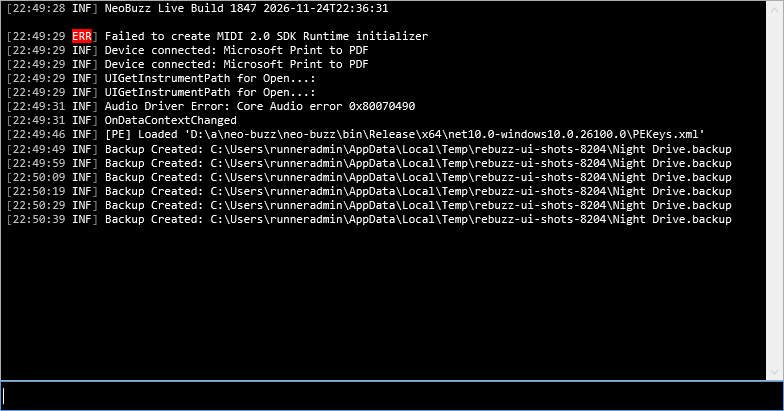 [22:49:28 INF] NeoBuzz Live Build 1847 2026-11-24T22:36:31
[22:49:29 ERR] Failed to create MIDI 2.0 SDK Runtime initializer
[22:49:29 INF] Device connected: Microsoft Print to PDF
[22:49:29 INF] Device connected: Microsoft Print to PDF
[22:49:29 INF] UIGetInstrumentPath for Open...:
[22:49:29 INF] UIGetInstrumentPath for Open...:
[22:49:31 INF] Audio Driver Error: Core Audio error 0x80070490
[22:49:31 INF] OnDataContextChanged
[22:49:46 INF] [PE] Loaded 'D:\a\neo-buzz\neo-buzz\bin\Release\x64\net10.0-windows10.0.26100.0\PEKeys.xml'
[22:49:49 INF] Backup Created: C:\Users\runneradmin\AppData\Local\Temp\rebuzz-ui-shots-8204\Night Drive.backup
[22:49:59 INF] Backup Created: C:\Users\runneradmin\AppData\Local\Temp\rebuzz-ui-shots-8204\Night Drive.backup
[22:50:09 INF] Backup Created: C:\Users\runneradmin\AppData\Local\Temp\rebuzz-ui-shots-8204\Night Drive.backup
[22:50:19 INF] Backup Created: C:\Users\runneradmin\AppData\Local\Temp\rebuzz-ui-shots-8204\Night Drive.backup
[22:50:29 INF] Backup Created: C:\Users\runneradmin\AppData\Local\Temp\rebuzz-ui-shots-8204\Night Drive.backup
[22:50:39 INF] Backup Created: C:\Users\runneradmin\AppData\Local\Temp\rebuzz-ui-shots-8204\Night Drive.backup